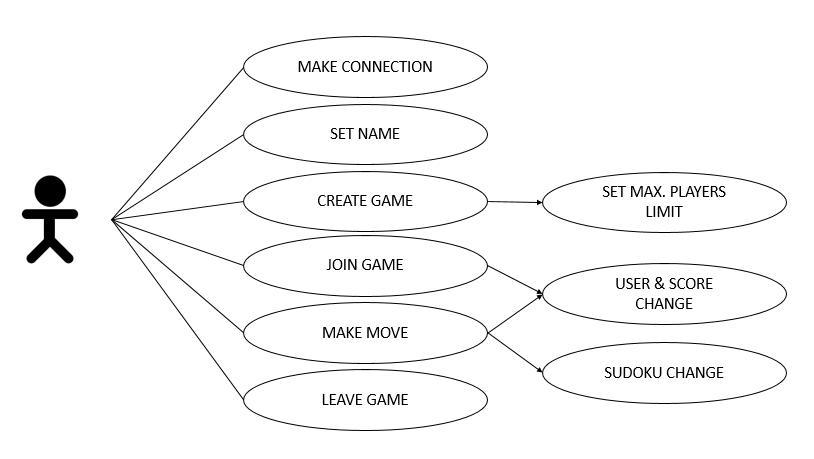 MAKE CONNECTION
SET NAME
CREATE GAME
JOIN GAME
MAKE MOVE
LEAVE GAME
SET MAX. PLAYERS
LIMIT
USER & SCORE
CHANGE
SUDOKU CHANGE